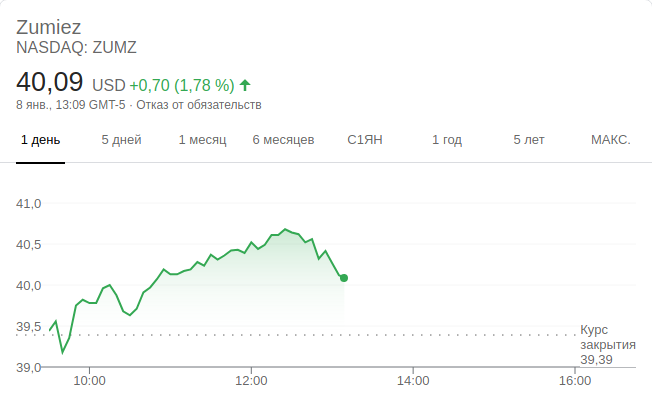 Zumiez
NASDAQ: ZUMZ
40,09 USD +0,70 (1,78 %)
8 янв., 13:09 GMT-5 · Отказ от обязательств
1 день 5 дней 1 месяц 6 месяцев С1ЯН 1 год 5 лет МАКС.
41,0
40,5
40,0
39,5
Курс
закрытия
39,39
39,0
10:00 12:00 14:00 16:00